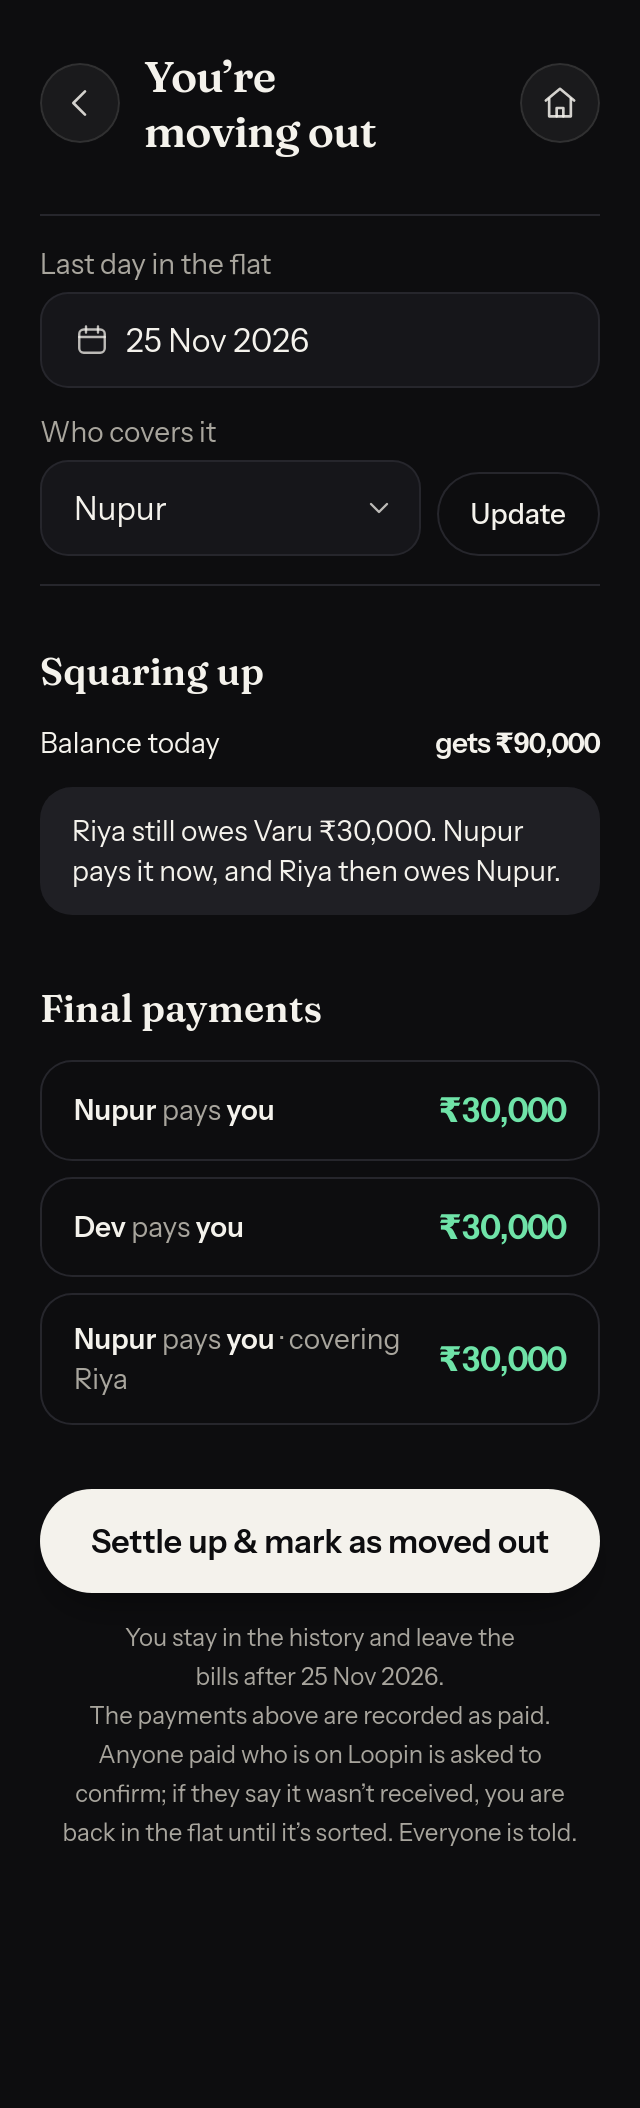 You’re
moving out
Last day in the flat
25 Nov 2026
Who covers it
Nupur
Update
Squaring up
Balance today
gets ₹90,000
Riya still owes Varu ₹30,000. Nupur
pays it now, and Riya then owes Nupur.
Final payments
Nupur pays you
₹30,000
Dev pays you
₹30,000
Nupur pays you · covering
Riya
₹30,000
Settle up & mark as moved out
You stay in the history and leave the
bills after 25 Nov 2026.
The payments above are recorded as paid.
Anyone paid who is on Loopin is asked to
confirm; if they say it wasn’t received, you are
back in the flat until it’s sorted. Everyone is told.